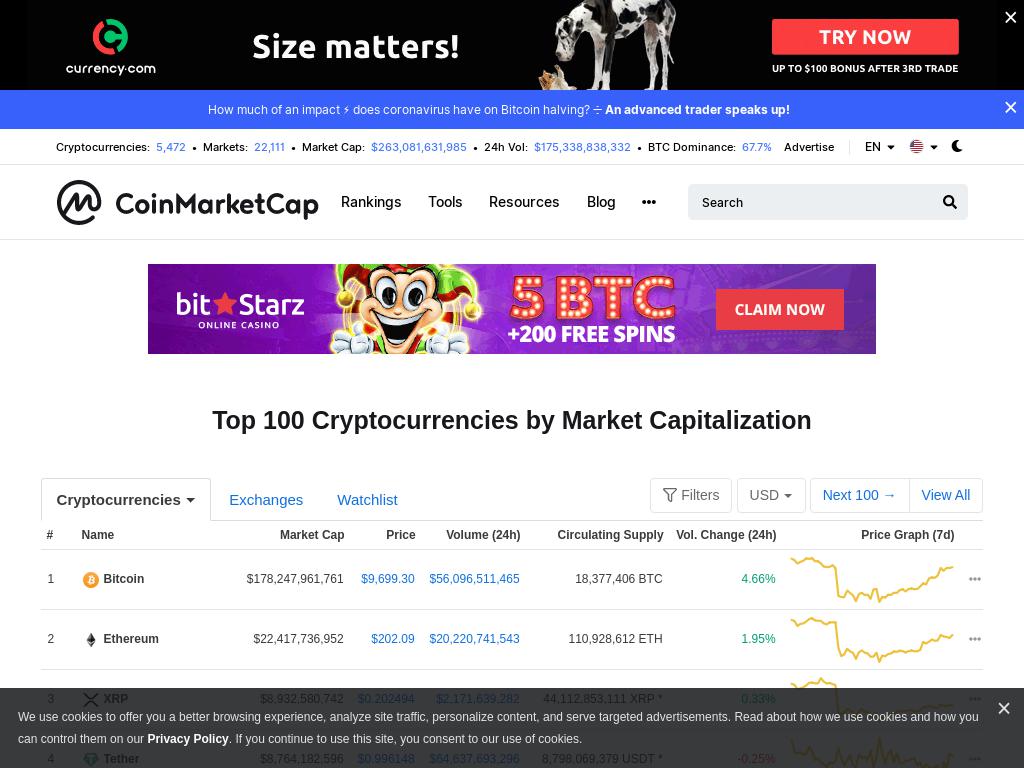 currency.com
Size matters!
TRY NOW
UP TO $100 BONUS AFTER 3RD TRADE
How much of an impact ⚡ does coronavirus have on Bitcoin halving? ÷ An advanced trader speaks up!
Cryptocurrencies: 5,472 • Markets: 22,111 • Market Cap: $263,081,631,985 • 24h Vol: $175,338,838,332 • BTC Dominance: 67.7% Advertise EN
CoinMarketCap Rankings Tools Resources Blog ••• Search
bitStarz
ONLINE CASINO
5 BTC
+200 FREE SPINS
CLAIM NOW
Top 100 Cryptocurrencies by Market Capitalization
Cryptocurrencies Exchanges Watchlist Filters USD Next 100 → View All
# Name Market Cap Price Volume (24h) Circulating Supply Vol. Change (24h) Price Graph (7d)
1 Bitcoin $178,247,961,761 $9,699.30 $56,096,511,465 18,377,406 BTC 4.66%
2 Ethereum $22,417,736,952 $202.09 $20,220,741,543 110,928,612 ETH 1.95%
3 XRP $8,932,580,742 $0.202494 $2,171,639,282 44,112,853,111 XRP * 0.33%
We use cookies to offer you a better browsing experience, analyze site traffic, personalize content, and serve targeted advertisements. Read about how we use cookies and how you
can control them on our Privacy Policy. If you continue to use this site, you consent to our use of cookies.
4 Tether $8,764,182,596 $0.996148 $64,637,693,296 8,798,069,379 USDT * -0.25%